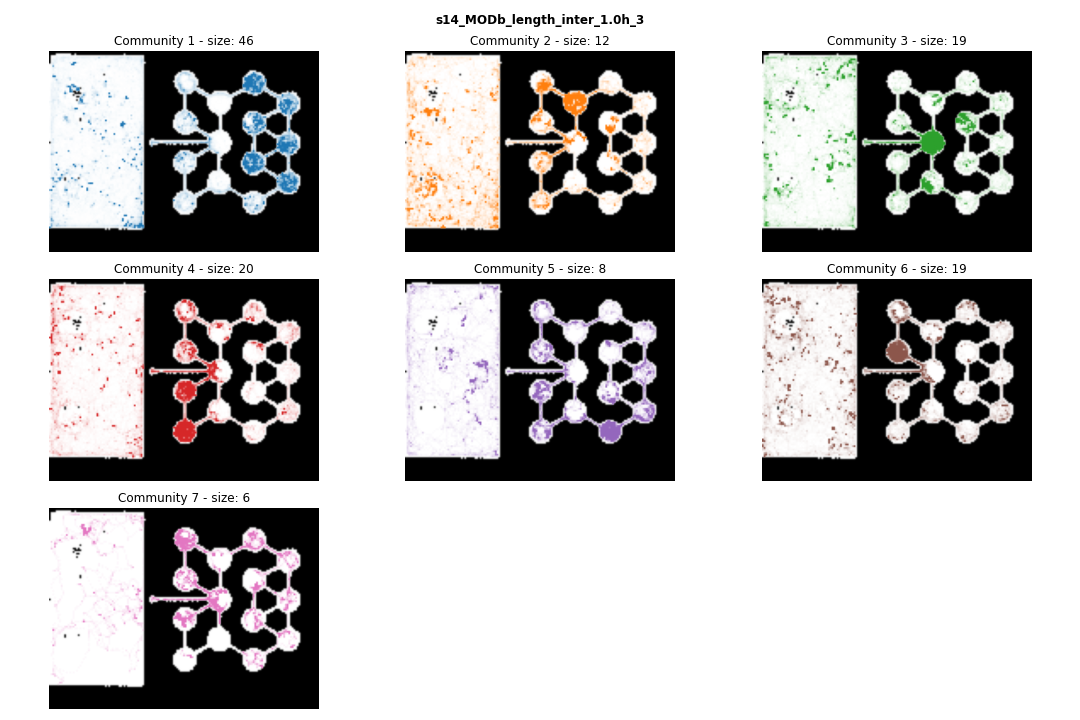 s14_MODb_length_inter_1.0h_3
Community 1 - size: 46
Community 2 - size: 12
Community 3 - size: 19
Community 4 - size: 20
Community 5 - size: 8
Community 6 - size: 19
Community 7 - size: 6